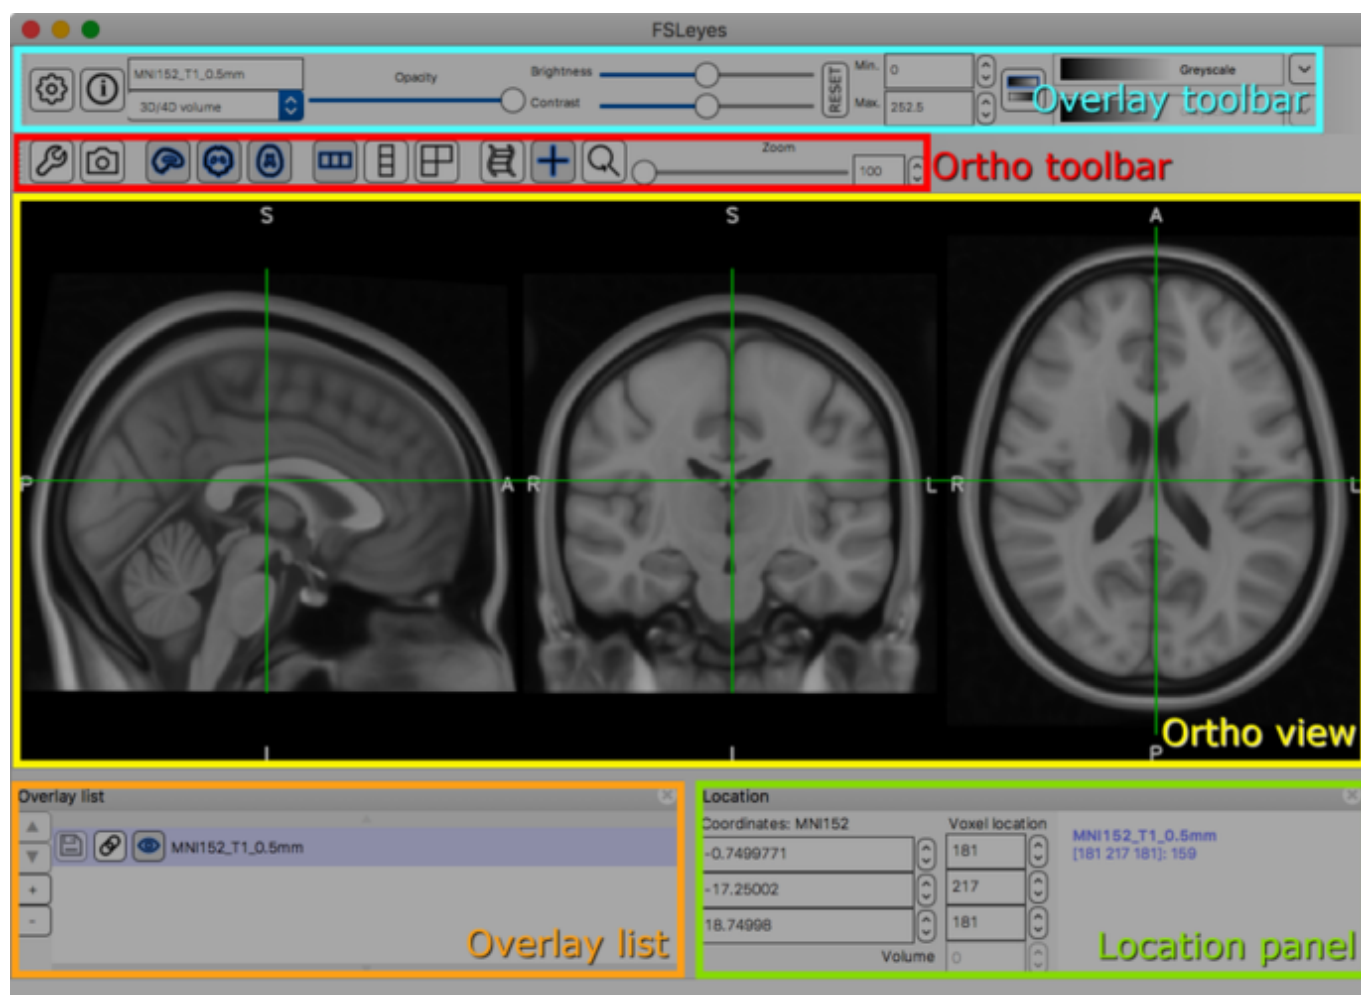 FSLeyes
MNI152_T1_0.5mm
3D/4D volume
Opacity
Brightness
Contrast
RESET
Min. 0
Max. 252.5
Greyscale
Overlay toolbar
Zoom
100
Ortho toolbar
S S A
P A R L R L
I I P
Ortho view
Overlay list
MNI152_T1_0.5mm
Overlay list
Location
Coordinates: MNI152 Voxel location
-0.7499771 181
-17.25002 217
18.74998 181
Volume 0
MNI152_T1_0.5mm
[181 217 181]: 159
Location panel